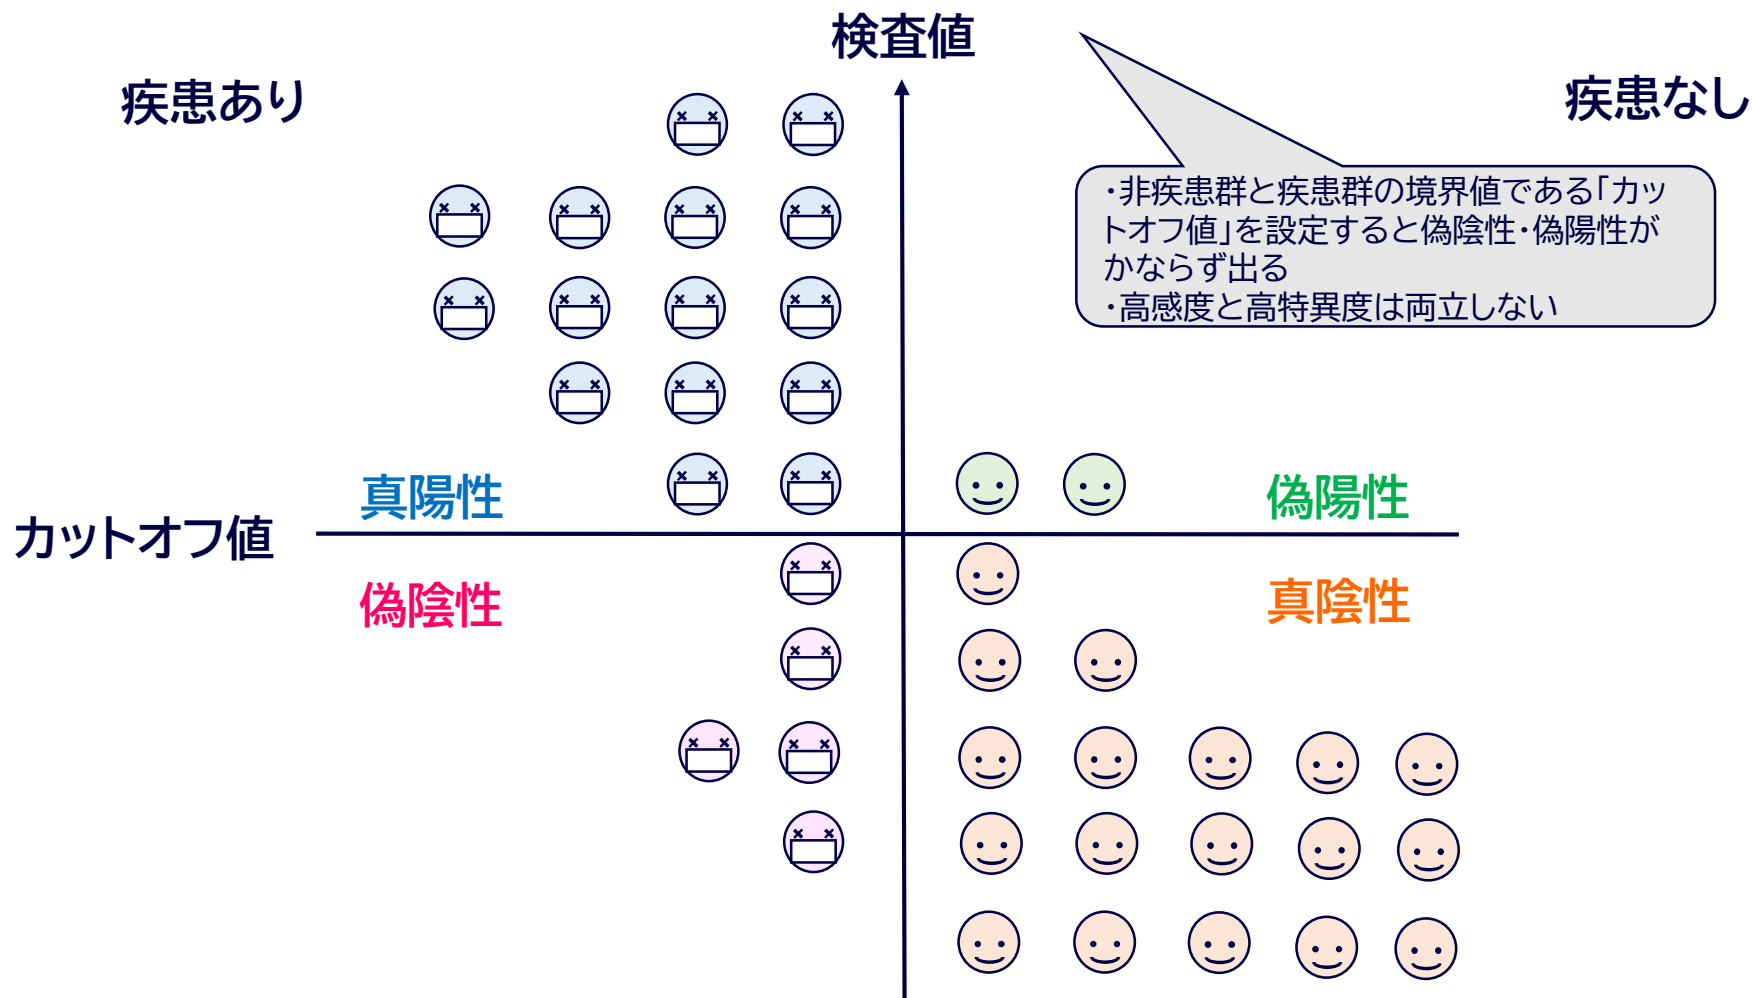 検査値
疾患あり
疾患なし
・非疾患群と疾患群の境界値である「カッ
トオフ値」を設定すると偽陰性・偽陽性が
かならず出る
・高感度と高特異度は両立しない
真陽性
偽陽性
カットオフ値
偽陰性
真陰性